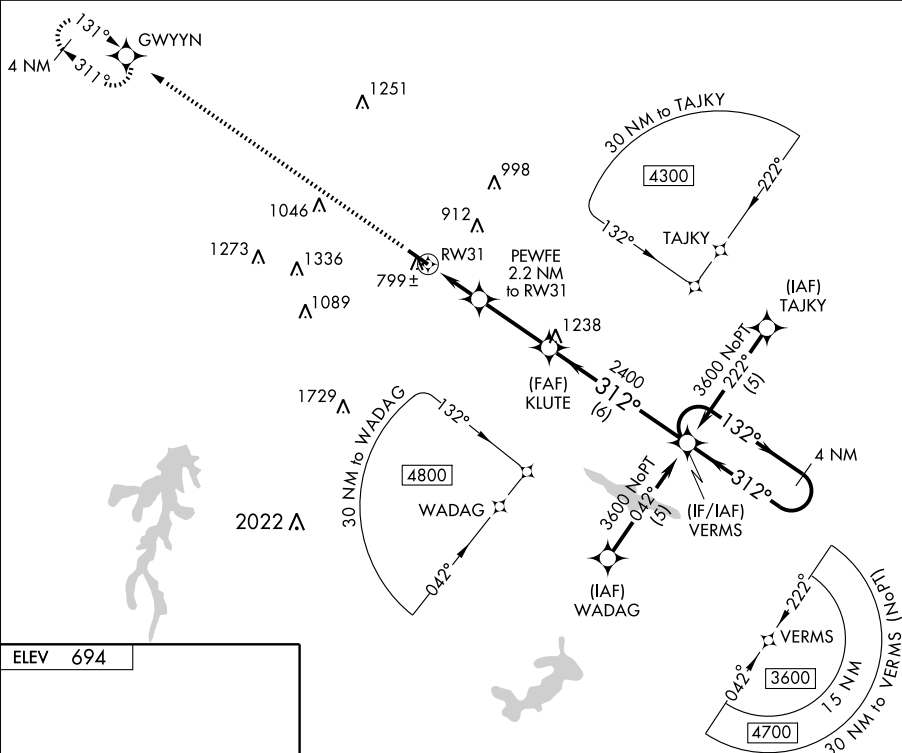 131°
GWYYN
4 NM
311°
1251
30 NM to TAJKY
4300
222°
998
1046
912
132°
TAJKY
1273
1336
RW31
799±
PEWFE
2.2 NM
to RW31
1089
(IAF)
TAJKY
1238
3600 NoPT
222°
(5)
(FAF)
KLUTE
2400
312°
(6)
1729
30 NM to WADAG
132°
4800
132°
4 NM
312°
WADAG
042°
2022
3600 NoPT
042°
(5)
(IF/IAF)
VERMS
(IAF)
WADAG
222°
VERMS
042°
3600
15 NM
4700
30 NM to VERMS (NoPT)
ELEV 694